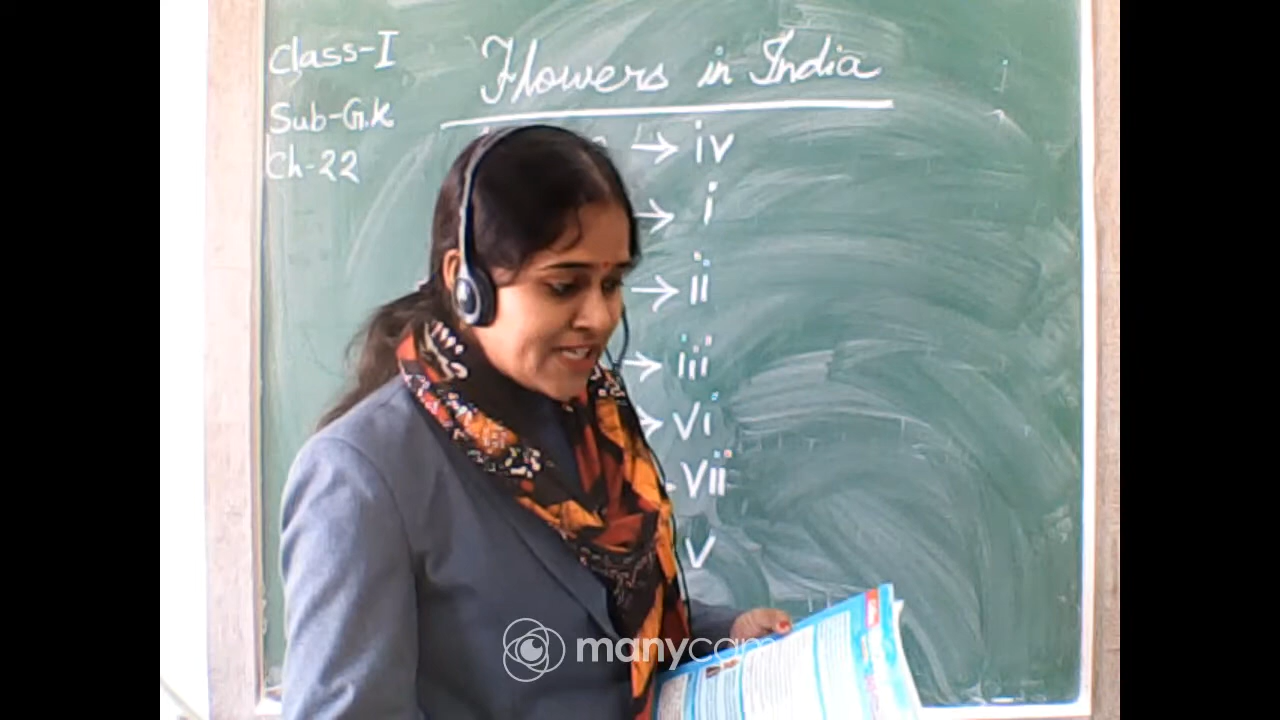 Class-I
Flowers in India
Sub-G.K
Ch-22
→ iv
→ i
→ ii
→ iii
→ vi
vii
v
manycam